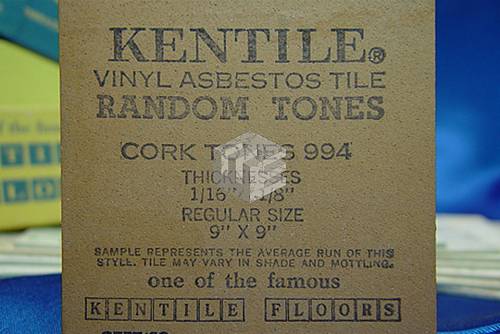 KENTILE®
VINYL ASBESTOS TILE
RANDOM TONES
CORK TONES 994
THICKNESSES
1/16" 1/8"
REGULAR SIZE
9" X 9"
SAMPLE REPRESENTS THE AVERAGE RUN OF THIS
STYLE. TILE MAY VARY IN SHADE AND MOTTLING.
one of the famous
KENTILE FLOORS